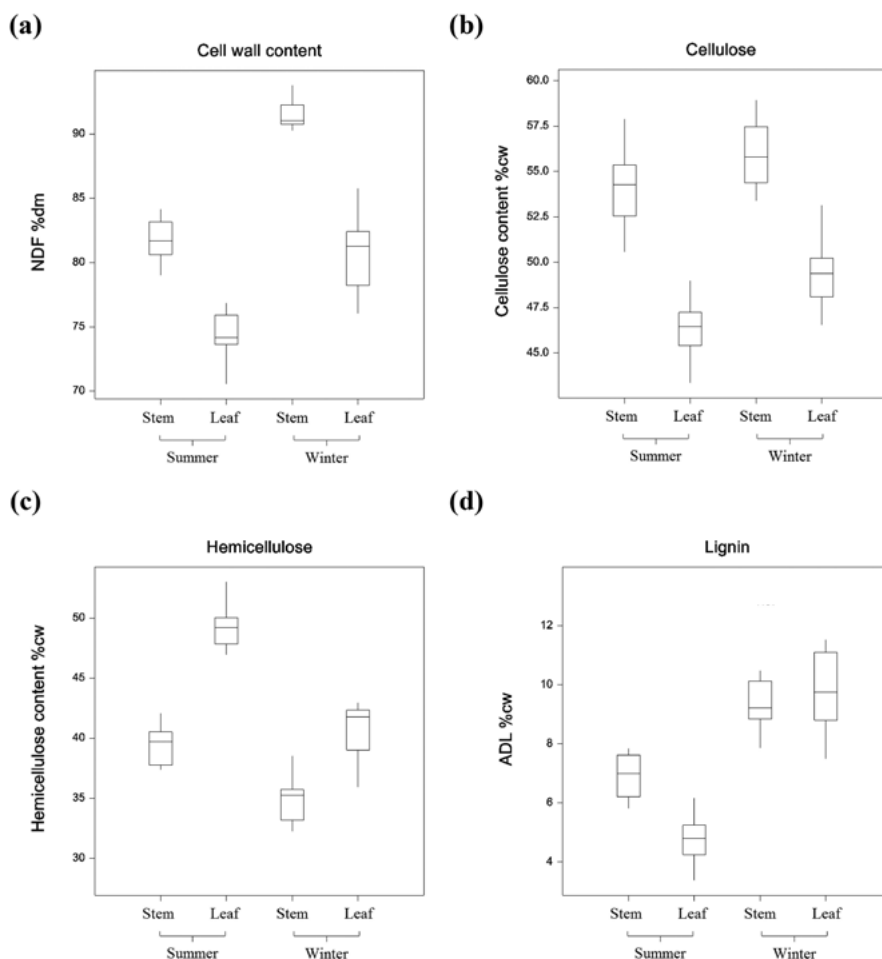 (a)
Cell wall content
NDF %dm
90
85
80
75
70
Stem Leaf Stem Leaf
Summer Winter
(b)
Cellulose
Cellulose content %cw
60.0
57.5
55.0
52.5
50.0
47.5
45.0
Stem Leaf Stem Leaf
Summer Winter
(c)
Hemicellulose
Hemicellulose content %cw
50
45
40
35
30
Stem Leaf Stem Leaf
Summer Winter
(d)
Lignin
ADL %cw
12
10
8
6
4
Stem Leaf Stem Leaf
Summer Winter